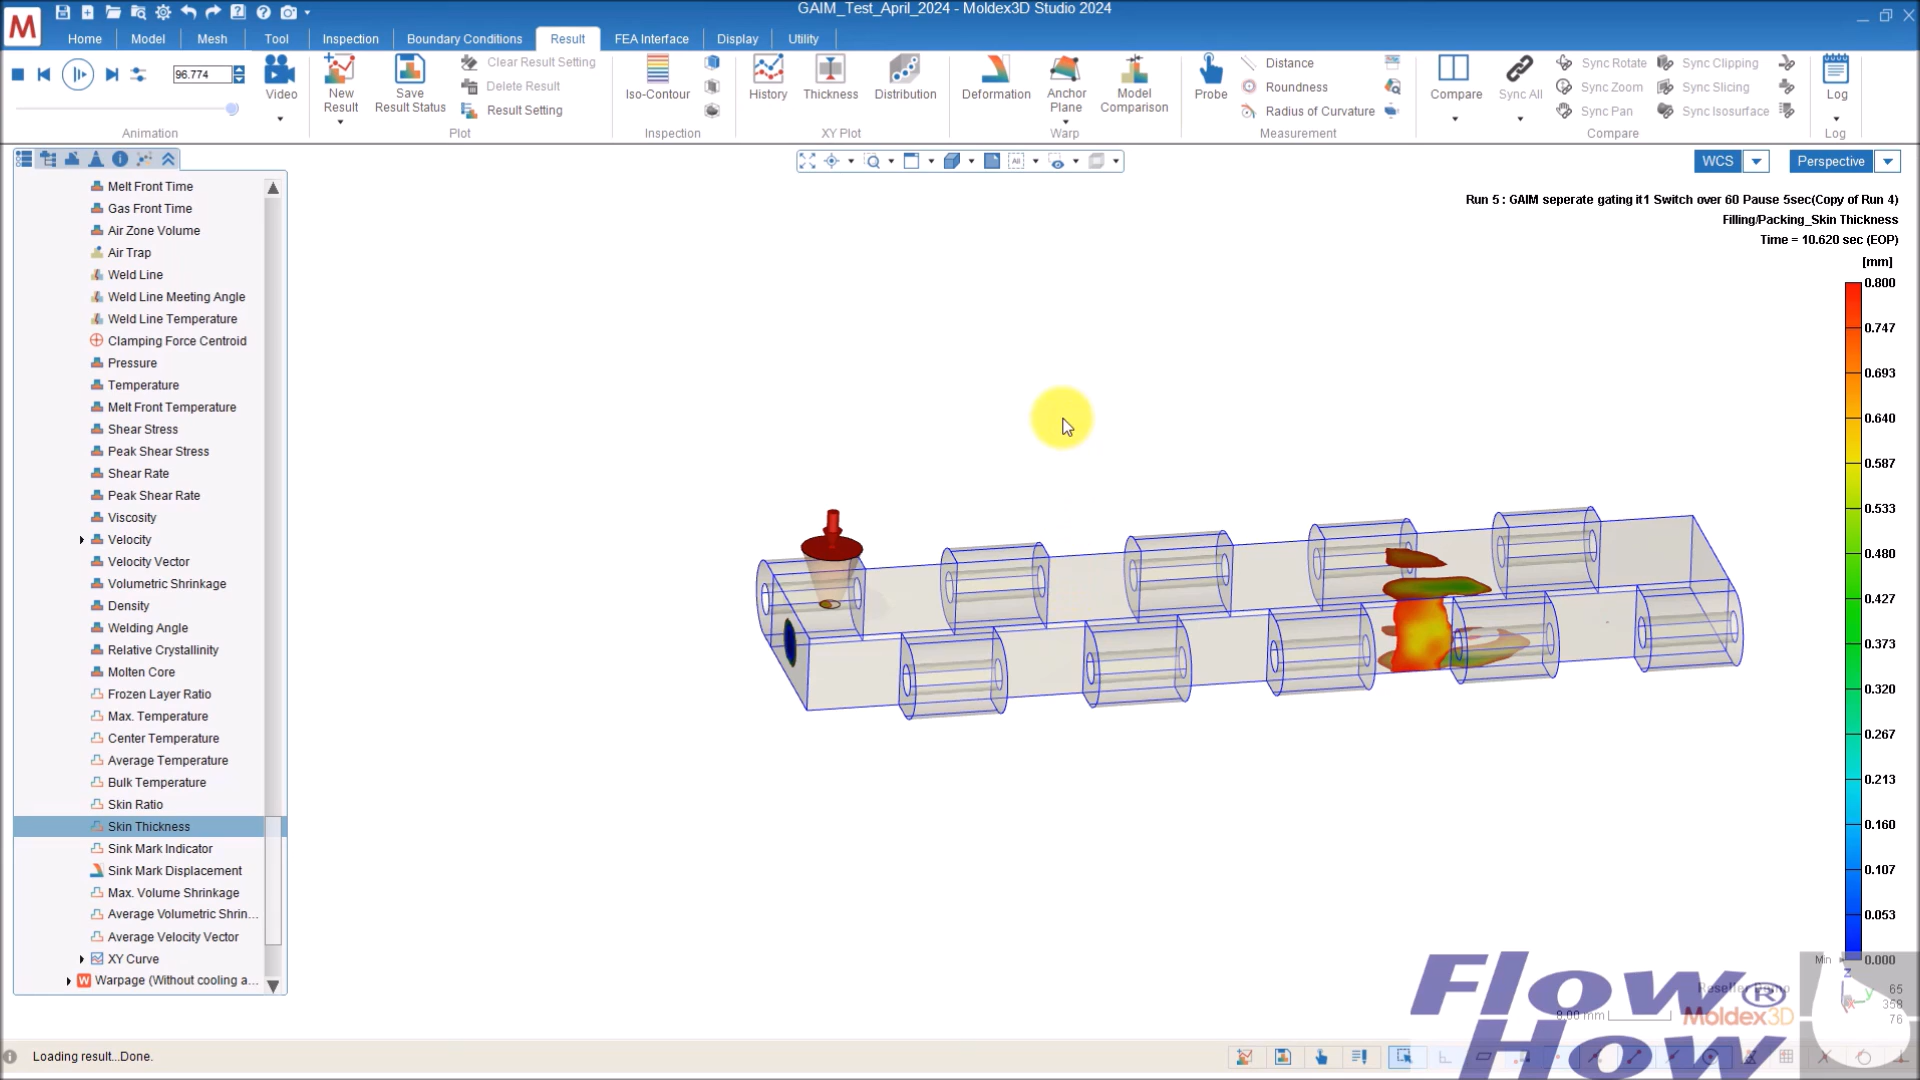 GAIM_Test_April_2024 - Moldex3D Studio 2024
Home
Model
Mesh
Tool
Inspection
Boundary Conditions
Result
FEA Interface
Display
Utility
96.774
Video
Animation
New Result
Save Result Status
Clear Result Setting
Delete Result
Result Setting
Plot
Iso-Contour
Inspection
History
Thickness
Distribution
XY Plot
Deformation
Anchor Plane
Model Comparison
Warp
Probe
Distance
Roundness
Radius of Curvature
Measurement
Compare
Sync All
Sync Rotate
Sync Zoom
Sync Pan
Sync Clipping
Sync Slicing
Sync Isosurface
Compare
Log
Log
All
WCS
Perspective
Melt Front Time
Gas Front Time
Air Zone Volume
Air Trap
Weld Line
Weld Line Meeting Angle
Weld Line Temperature
Clamping Force Centroid
Pressure
Temperature
Melt Front Temperature
Shear Stress
Peak Shear Stress
Shear Rate
Peak Shear Rate
Viscosity
Velocity
Velocity Vector
Volumetric Shrinkage
Density
Welding Angle
Relative Crystallinity
Molten Core
Frozen Layer Ratio
Max. Temperature
Center Temperature
Average Temperature
Bulk Temperature
Skin Ratio
Skin Thickness
Sink Mark Indicator
Sink Mark Displacement
Max. Volume Shrinkage
Average Volumetric Shrin...
Average Velocity Vector
XY Curve
Warpage (Without cooling a...
Run 5 : GAIM seperate gating it1 Switch over 60 Pause 5sec(Copy of Run 4)
Filling/Packing_Skin Thickness
Time = 10.620 sec (EOP)
[mm]
0.800
0.747
0.693
0.640
0.587
0.533
0.480
0.427
0.373
0.320
0.267
0.213
0.160
0.107
0.053
Min
0.000
Reseller Demo
Moldex3D
8.00 mm
65
358
76
Flow
How
®
Loading result...Done.